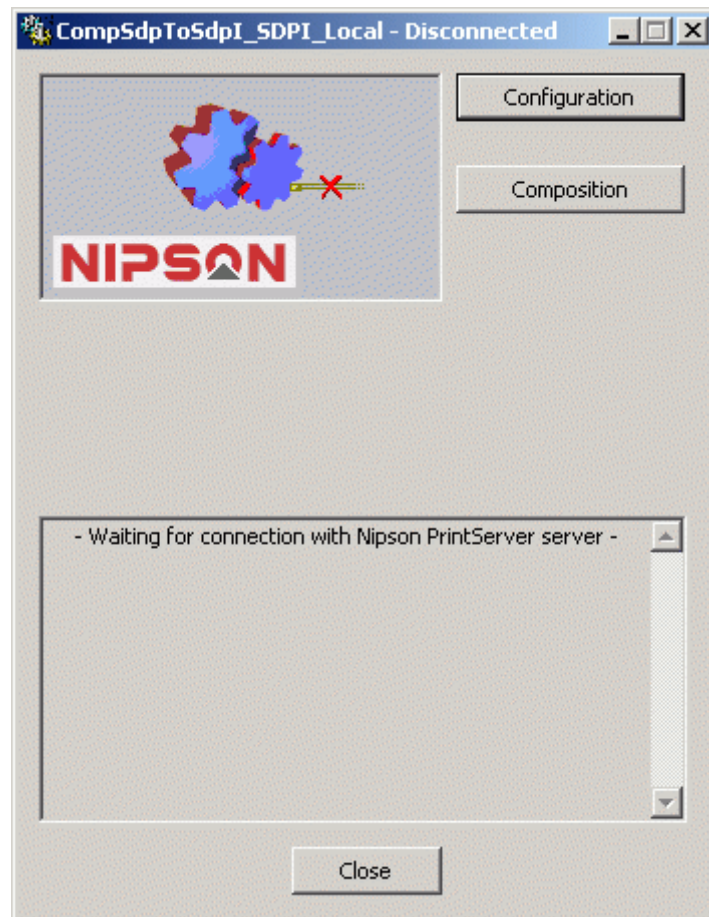 CompSdpToSdpI_SDPI_Local - Disconnected
Configuration
Composition
NIPSON
- Waiting for connection with Nipson PrintServer server -
Close